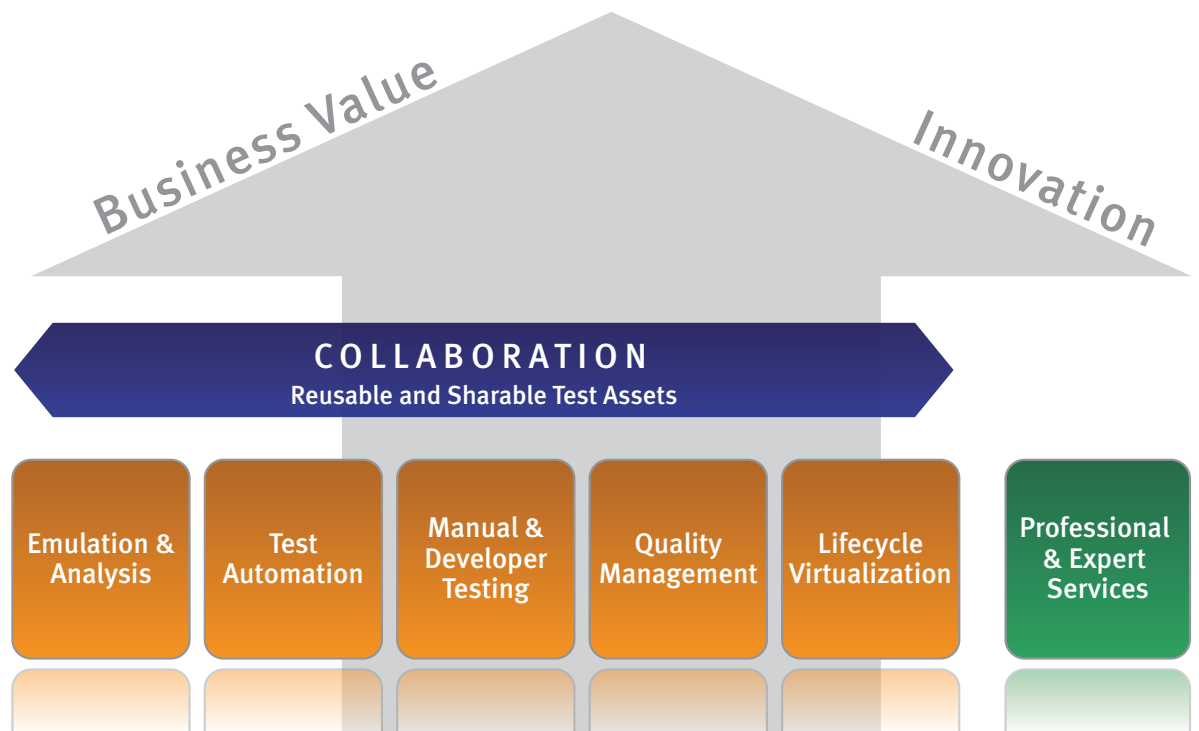 Business Value
Innovation
COLLABORATION
Reusable and Sharable Test Assets
Emulation &
Analysis
Test
Automation
Manual &
Developer
Testing
Quality
Management
Lifecycle
Virtualization
Professional
& Expert
Services